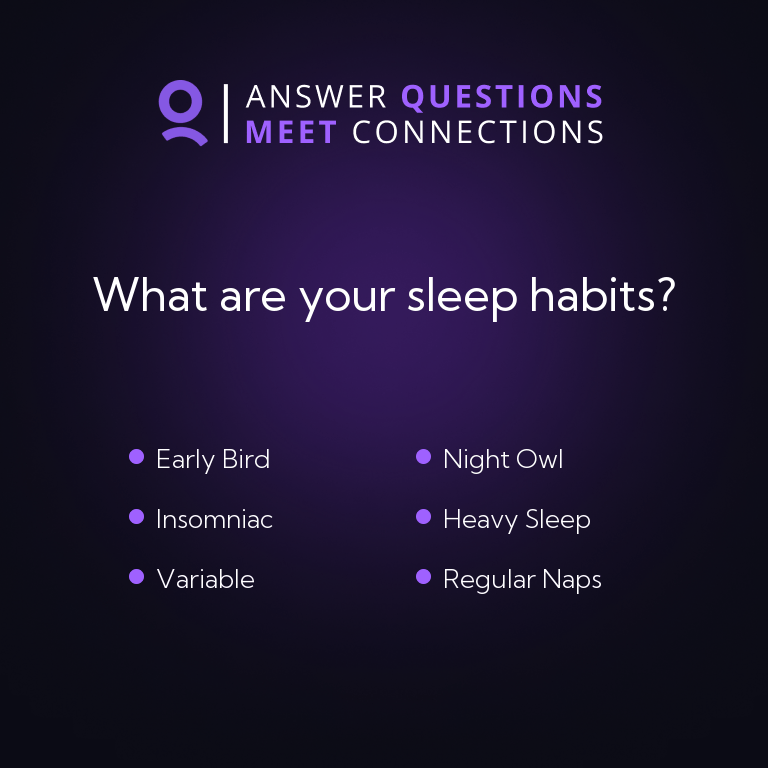 ANSWER QUESTIONS
MEET CONNECTIONS
What are your sleep habits?
Early Bird
Night Owl
Insomniac
Heavy Sleep
Variable
Regular Naps